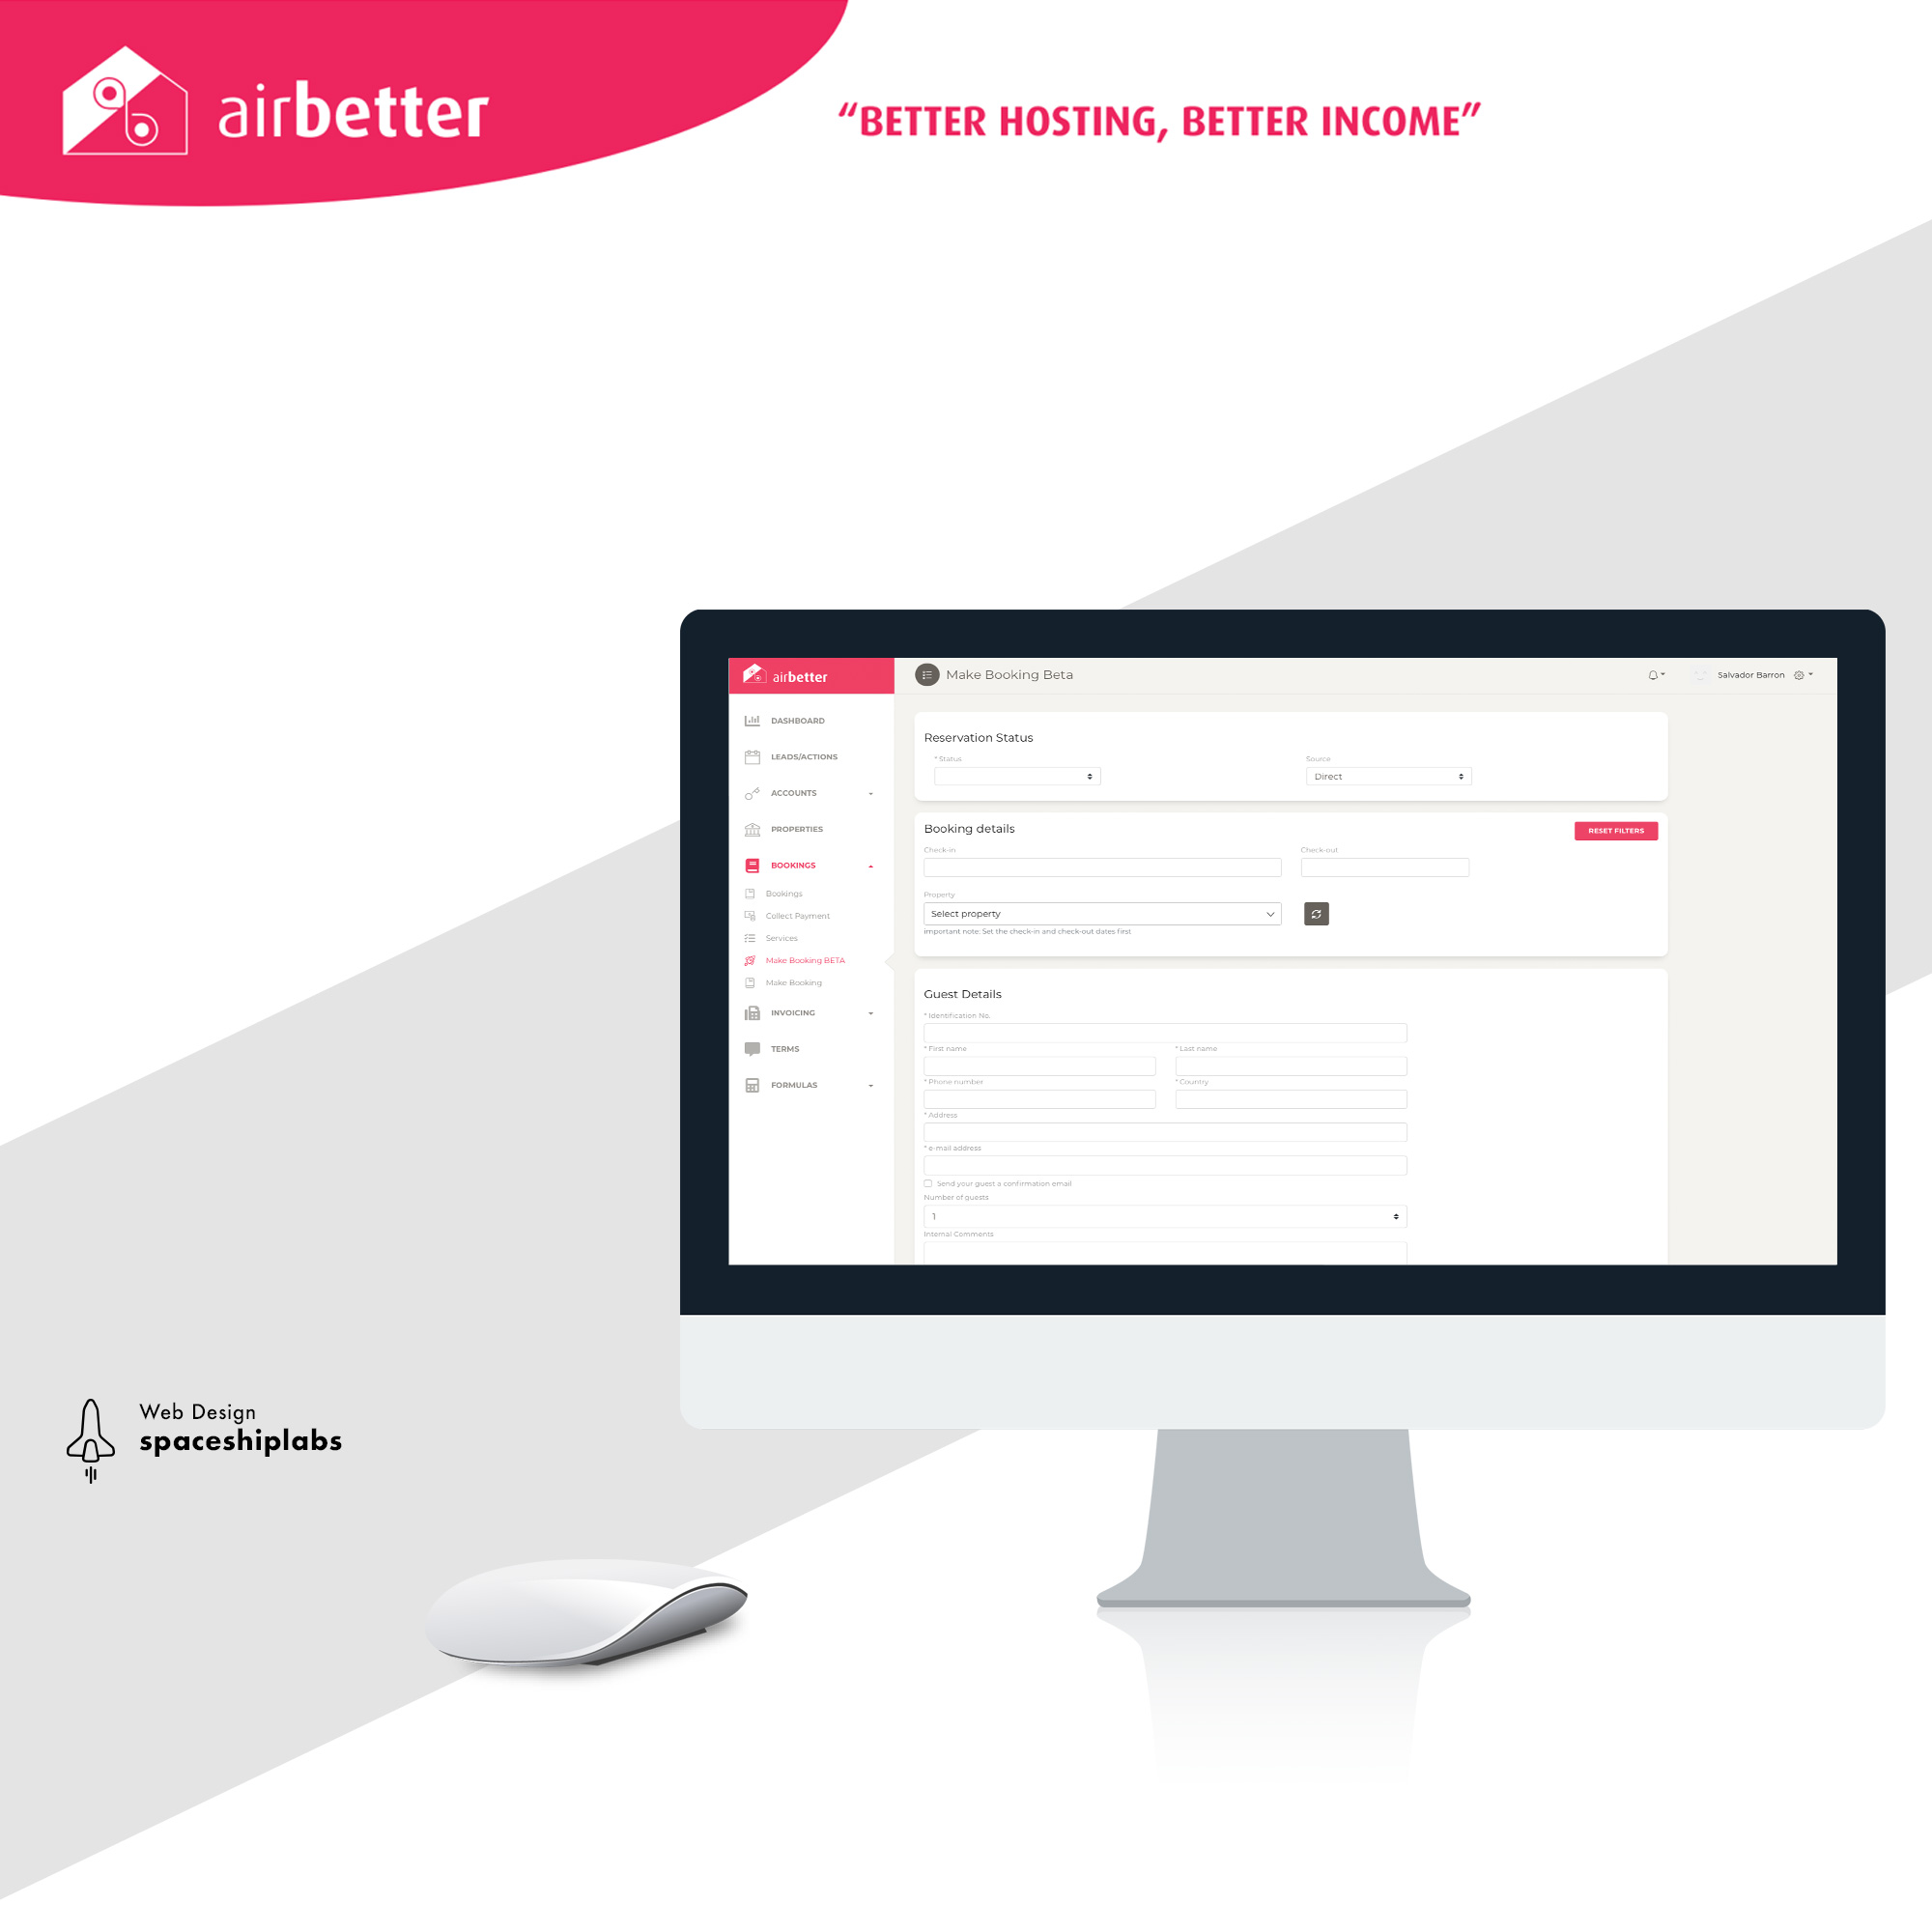 airbetter
“BETTER HOSTING, BETTER INCOME”
airbetter
Make Booking Beta
Salvador Barron
DASHBOARD
LEADS/ACTIONS
ACCOUNTS
PROPERTIES
BOOKINGS
Bookings
Collect Payment
Services
Make Booking BETA
Make Booking
INVOICING
TERMS
FORMULAS
Reservation Status
* Status
Source
Direct
Booking details
RESET FILTERS
Check-in
Check-out
Property
Select property
important note: Set the check-in and check-out dates first
Guest Details
* Identification No.
* First name
* Last name
* Phone number
* Country
* Address
* e-mail address
Send your guest a confirmation email
Number of guests
1
Internal Comments
Web Design
spaceshiplabs